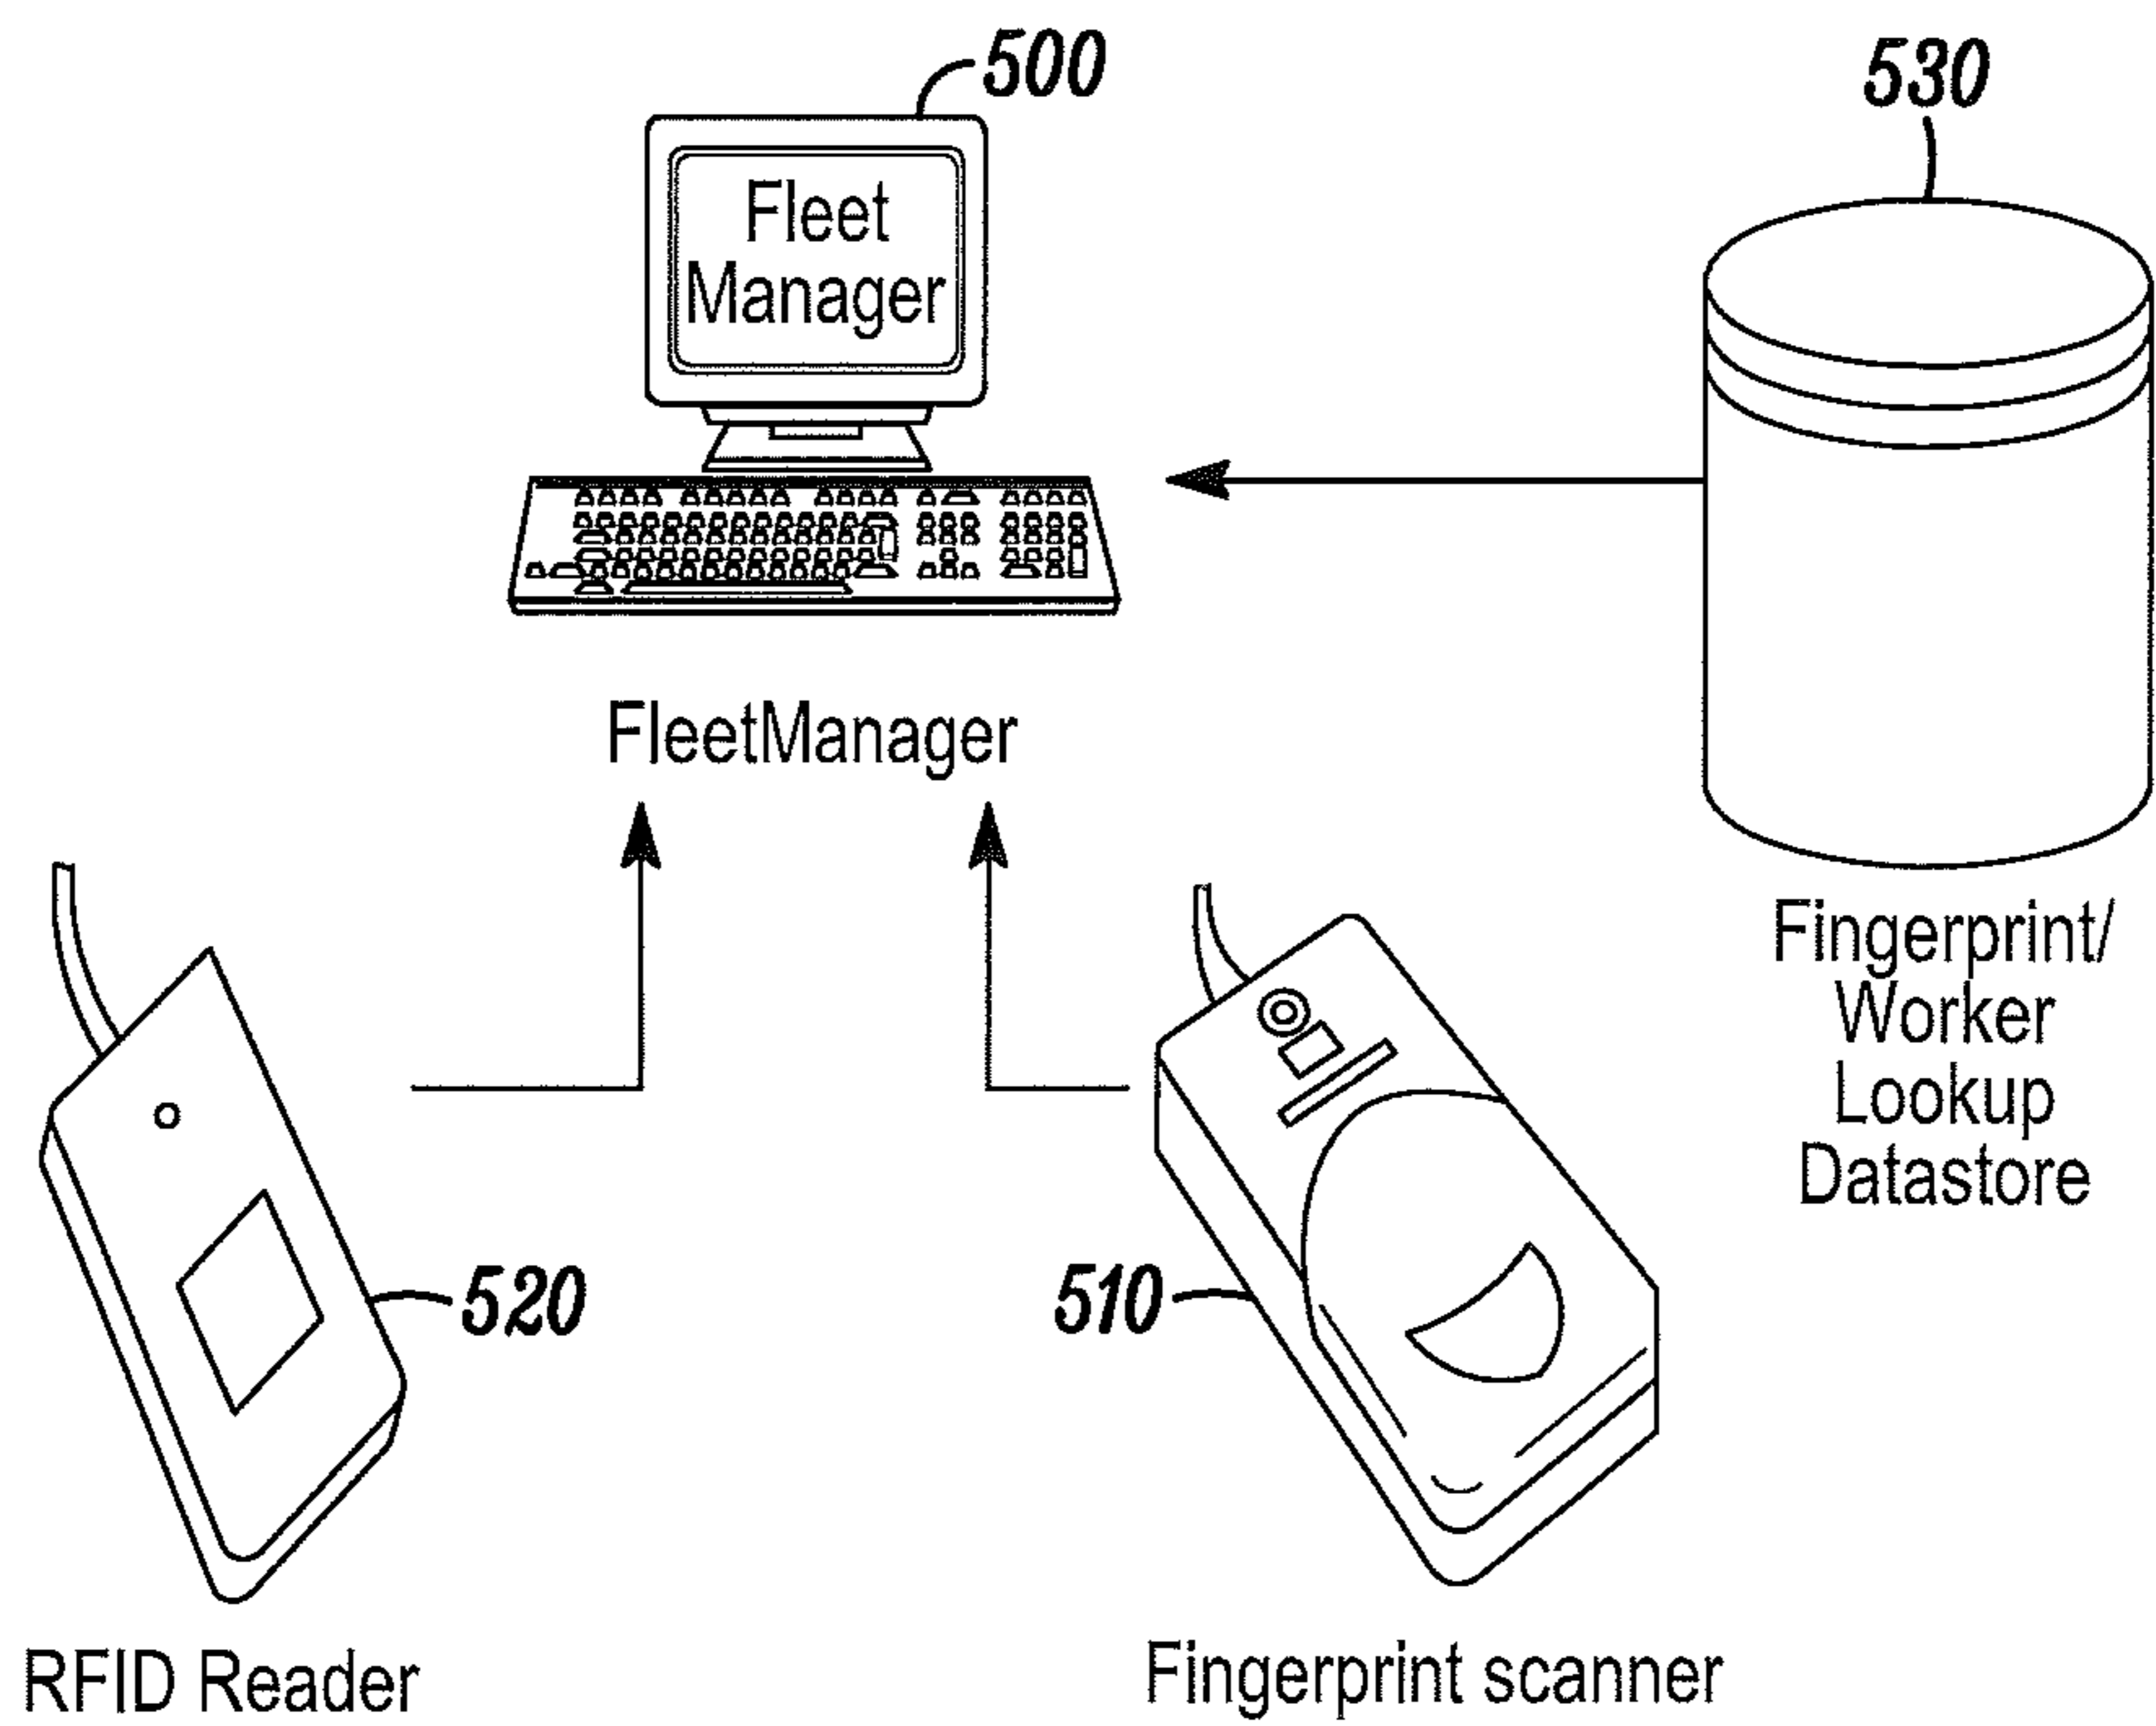 500
530
Fleet
Manager
FleetManager
Fingerprint/
Worker
Lookup
Datastore
520
510
RFID Reader
Fingerprint scanner